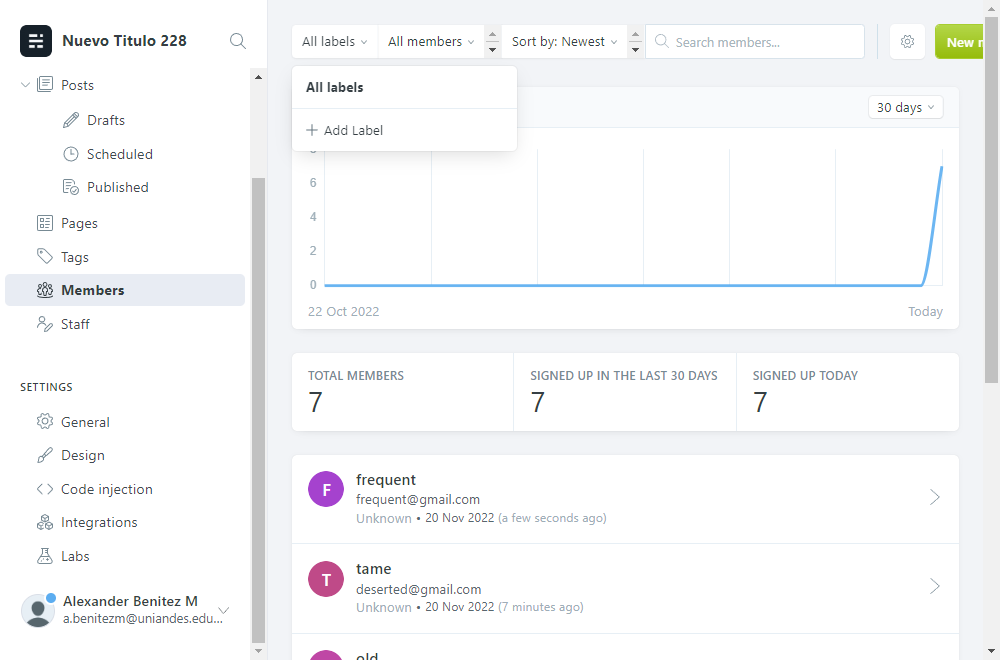 Nuevo Titulo 228
Posts
Drafts
Scheduled
Published
Pages
Tags
Members
Staff
SETTINGS
General
Design
Code injection
Integrations
Labs
Alexander Benitez M
a.benitezm@uniandes.edu...
All labels
All members
Sort by: Newest
Search members...
New m
All labels
Add Label
30 days
8
6
4
2
0
22 Oct 2022
Today
TOTAL MEMBERS
7
SIGNED UP IN THE LAST 30 DAYS
7
SIGNED UP TODAY
7
F
frequent
frequent@gmail.com
Unknown • 20 Nov 2022 (a few seconds ago)
T
tame
deserted@gmail.com
Unknown • 20 Nov 2022 (7 minutes ago)
old